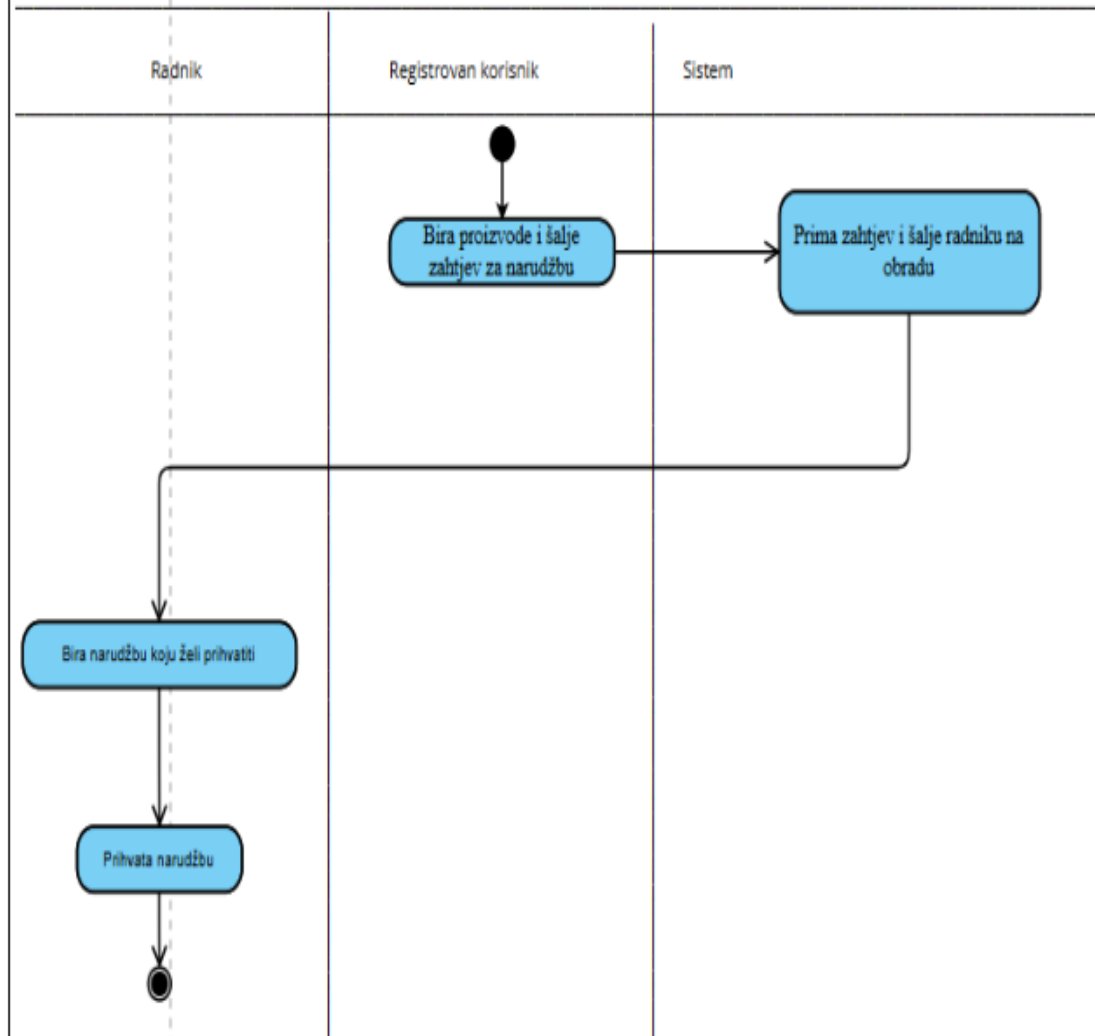 Radnik
Registrovan korisnik
Sistem
Bira proizvode i šalje
zahtjev za narudžbu
Prima zahtjev i šalje radniku na
obradu
Bira narudžbu koju želi prihvatiti
Prihvata narudžbu